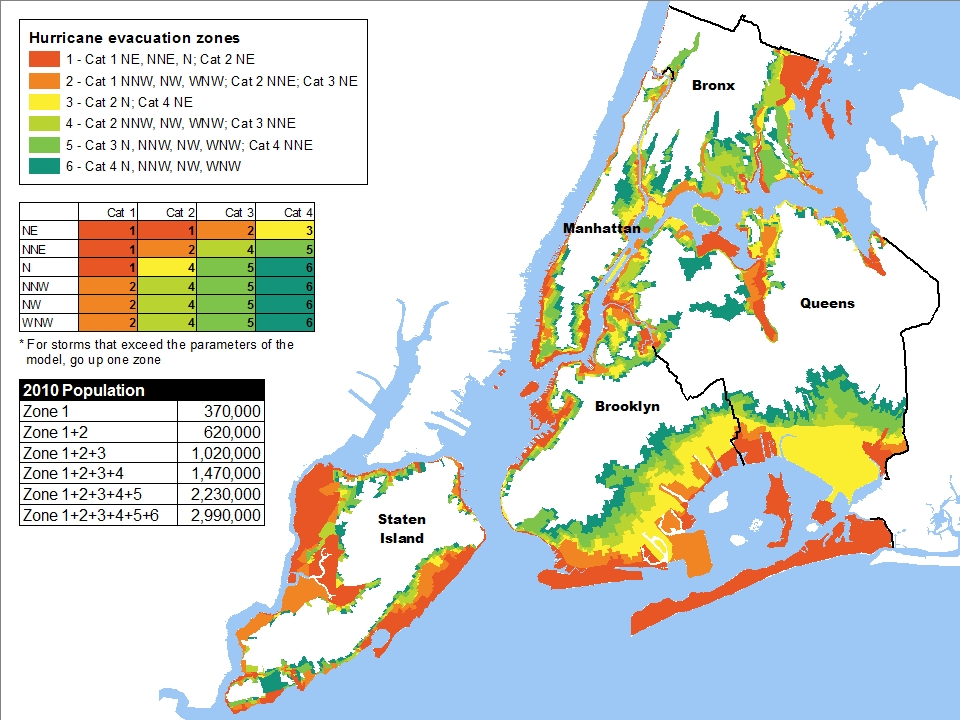 Hurricane evacuation zones
1 - Cat 1 NE, NNE, N; Cat 2 NE
2 - Cat 1 NNW, NW, WNW; Cat 2 NNE; Cat 3 NE
3 - Cat 2 N; Cat 4 NE
4 - Cat 2 NNW, NW, WNW; Cat 3 NNE
5 - Cat 3 N, NNW, NW, WNW; Cat 4 NNE
6 - Cat 4 N, NNW, NW, WNW
Cat 1 Cat 2 Cat 3 Cat 4
NE 1 1 2 3
NNE 1 2 4 5
N 1 4 5 6
NNW 2 4 5 6
NW 2 4 5 6
WNW 2 4 5 6
* For storms that exceed the parameters of the
model, go up one zone
2010 Population
Zone 1 370,000
Zone 1+2 620,000
Zone 1+2+3 1,020,000
Zone 1+2+3+4 1,470,000
Zone 1+2+3+4+5 2,230,000
Zone 1+2+3+4+5+6 2,990,000
Bronx
Manhattan
Queens
Brooklyn
Staten
Island